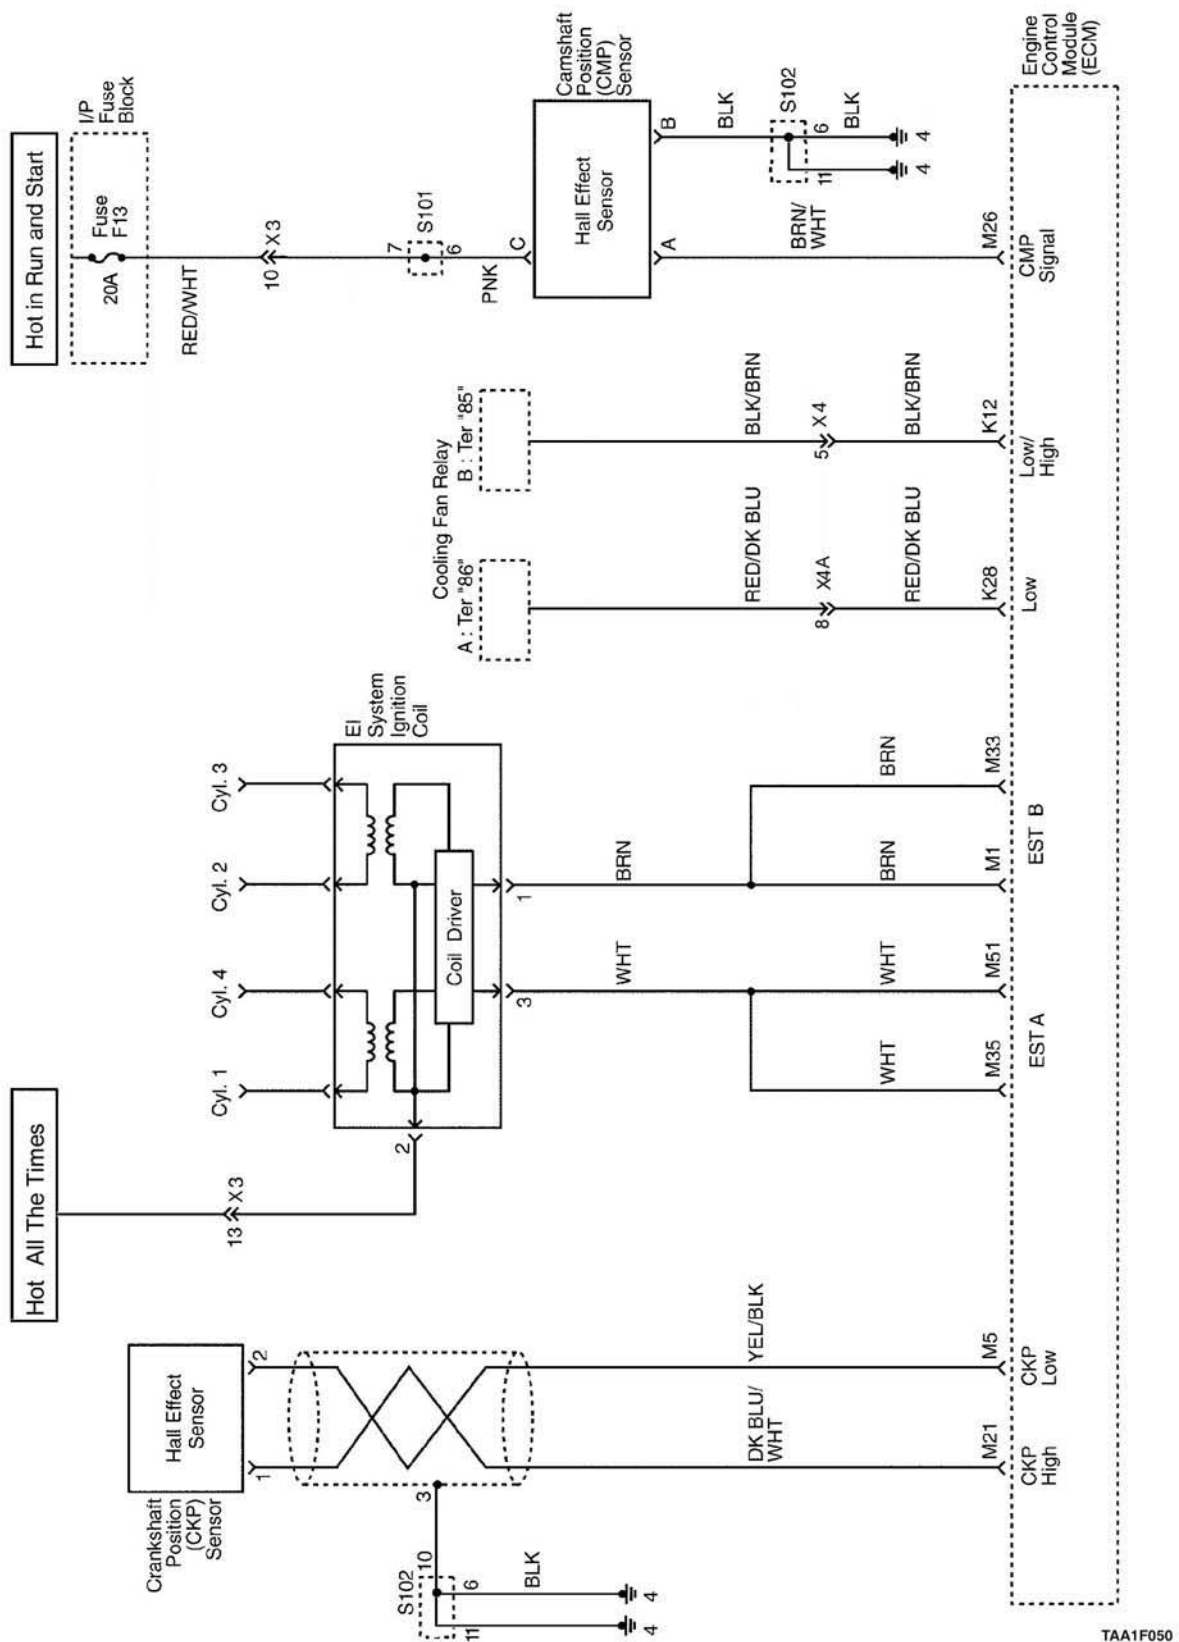 Hot in Run and Start
Hot All The Times
I/P
Fuse
Block
Fuse
F13
20A
RED/WHT
10
X3
7
S101
6
PNK
C
Camshaft
Position
(CMP)
Sensor
Hall Effect
Sensor
A
B
BLK
S102
6
BLK
11
4
4
BRN/
WHT
M26
CMP
Signal
Engine
Control
Module
(ECM)
Cooling Fan Relay
A : Ter "86"
B : Ter "85"
RED/DK BLU
BLK/BRN
8
X4A
5
X4
RED/DK BLU
BLK/BRN
K28
K12
Low
Low/
High
13
X3
Cyl. 1
Cyl. 4
Cyl. 2
Cyl. 3
EI
System
Ignition
Coil
2
Coil Driver
3
1
WHT
BRN
WHT
WHT
BRN
BRN
M35
M51
M1
M33
EST A
EST B
Crankshaft
Position
(CKP)
Sensor
Hall Effect
Sensor
1
2
3
S102
10
6
11
BLK
4
4
DK BLU/
WHT
YEL/BLK
M21
M5
CKP
High
CKP
Low
TAA1F050